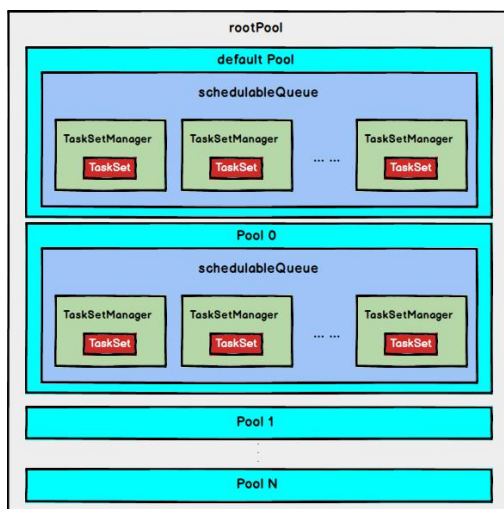 rootPool
default Pool
schedulableQueue
TaskSetManager TaskSetManager TaskSetManager
TaskSet TaskSet ... ... TaskSet
Pool 0
schedulableQueue
TaskSetManager TaskSetManager TaskSetManager
TaskSet TaskSet ... ... TaskSet
Pool 1
Pool N